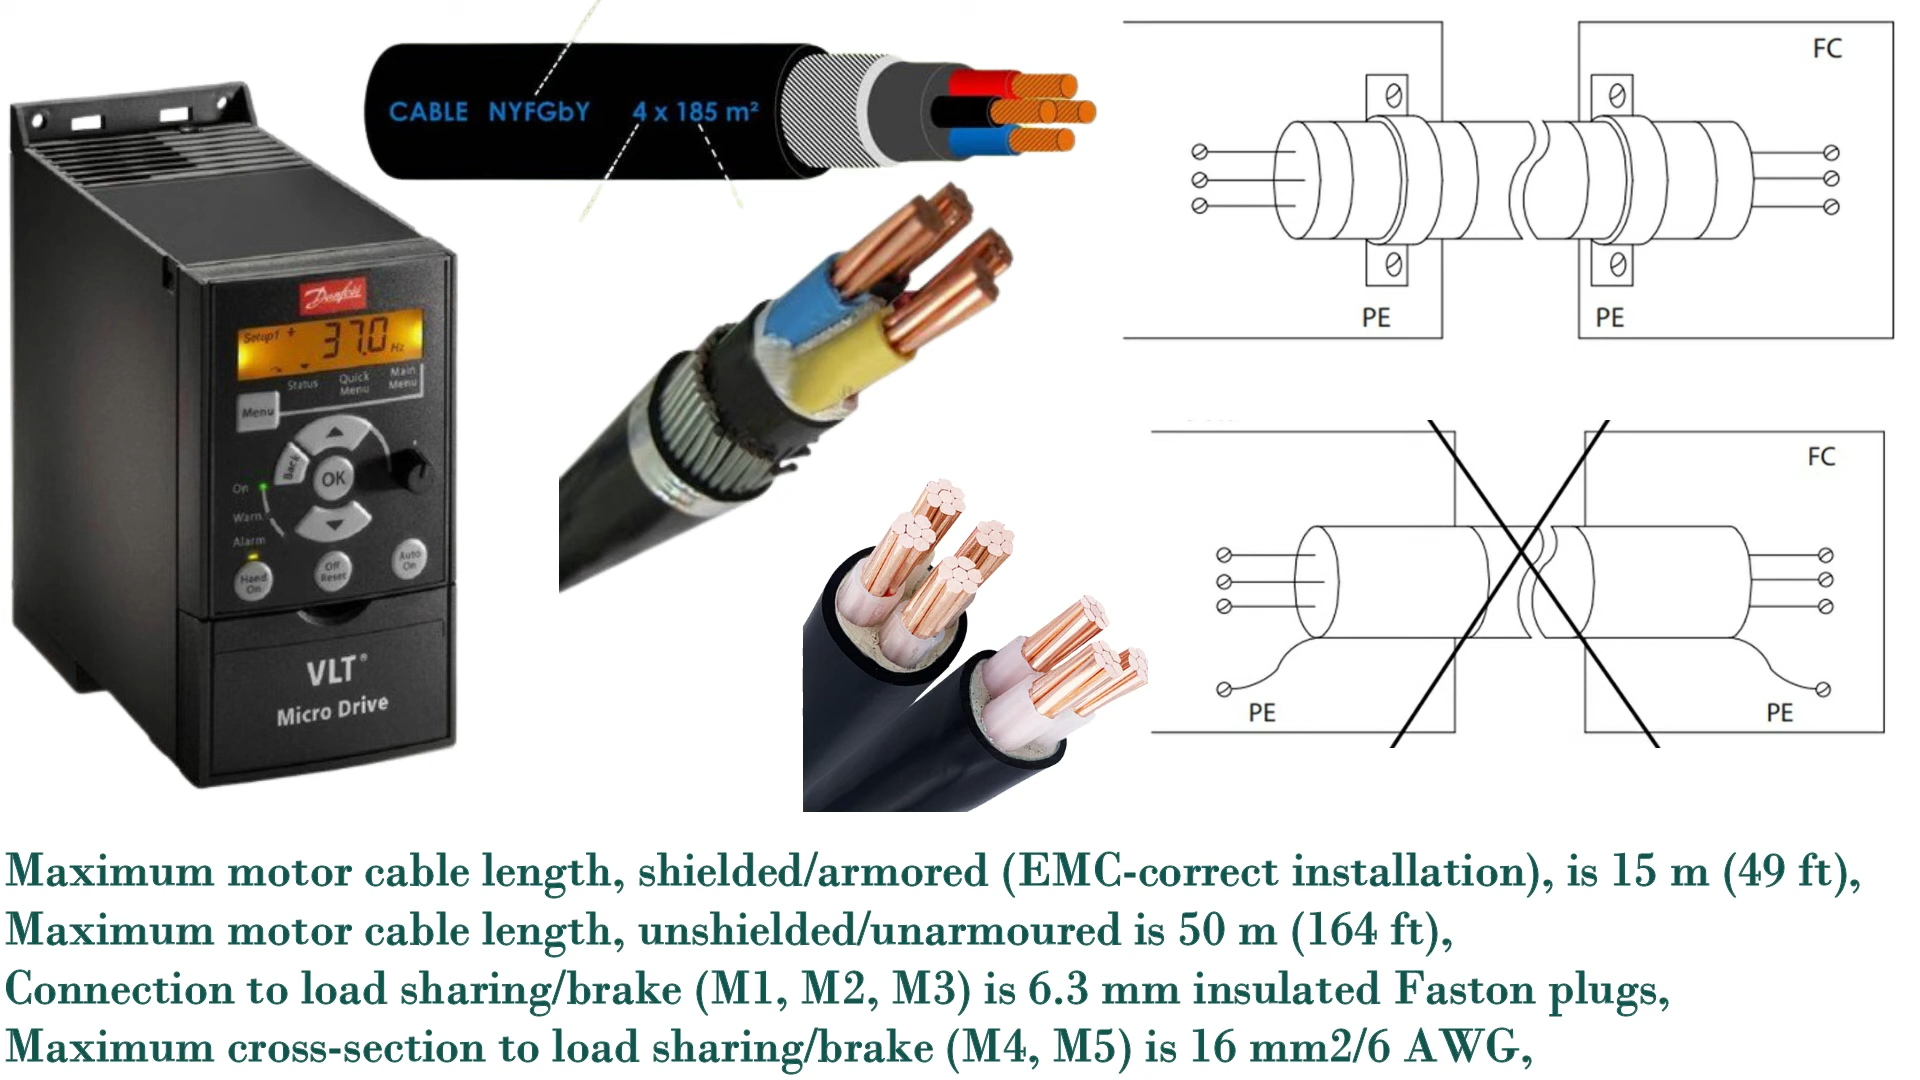 CABLE NYFGbY 4 x 185 m²
Danfoss
Setup1 + 37.0 Hz
Status Quick Menu Main Menu
Menu
Back
OK
On
Warn.
Alarm
Hand On
Off Reset
Auto On
VLT®
Micro Drive
FC
PE PE
FC
PE PE
Maximum motor cable length, shielded/armored (EMC-correct installation), is 15 m (49 ft),
Maximum motor cable length, unshielded/unarmoured is 50 m (164 ft),
Connection to load sharing/brake (M1, M2, M3) is 6.3 mm insulated Faston plugs,
Maximum cross-section to load sharing/brake (M4, M5) is 16 mm2/6 AWG,